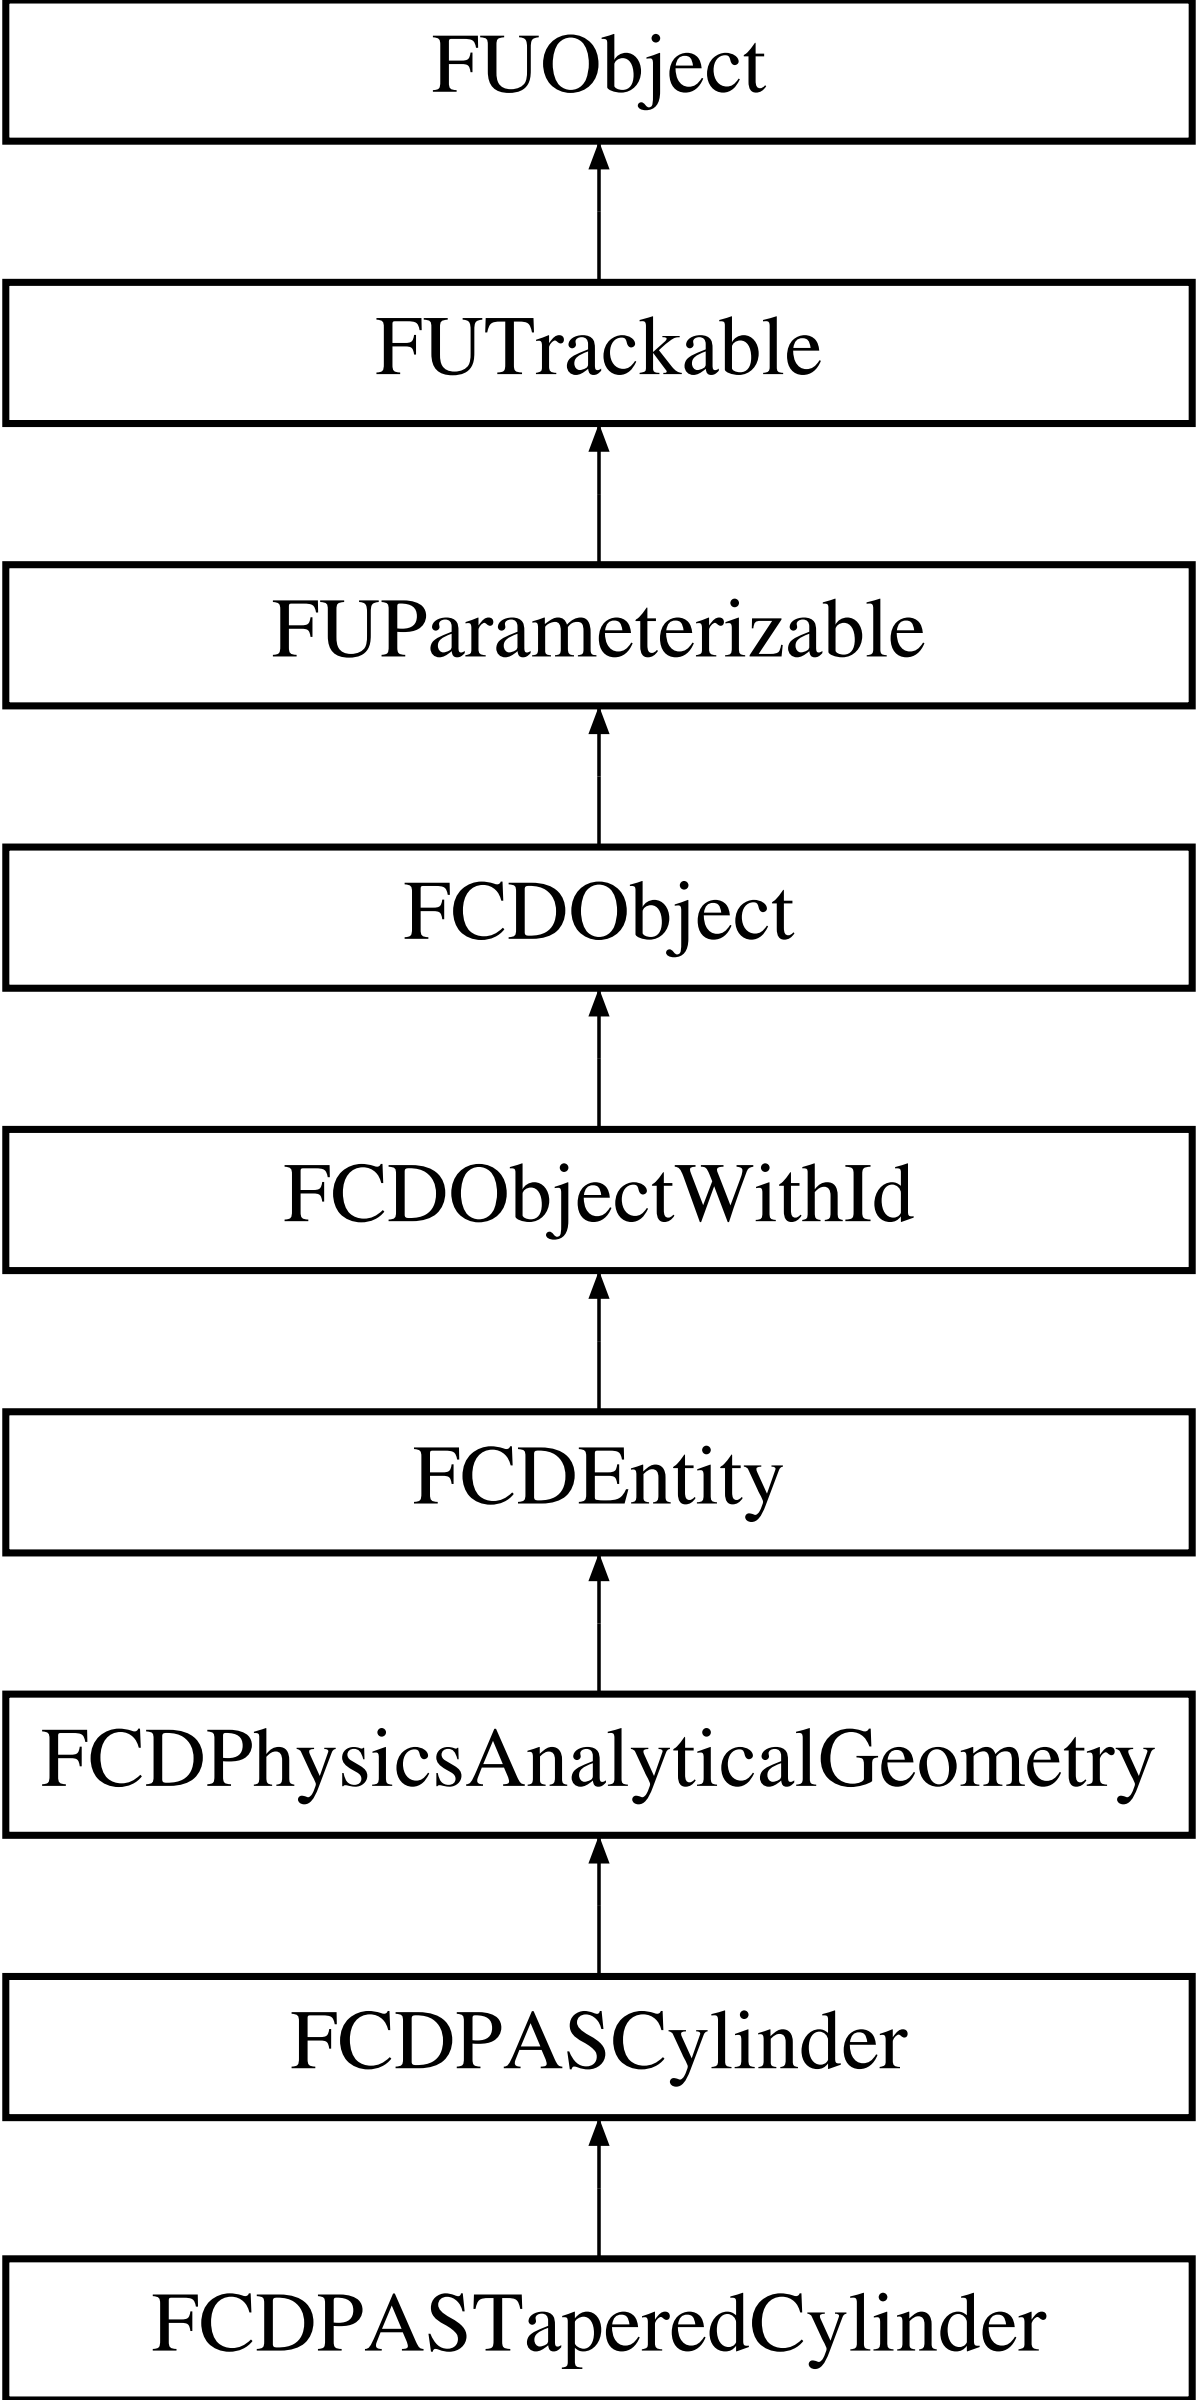 FUObject
FUTrackable
FUParameterizable
FCDObject
FCDObjectWithId
FCDEntity
FCDPhysicsAnalyticalGeometry
FCDPASCylinder
FCDPASTaperedCylinder